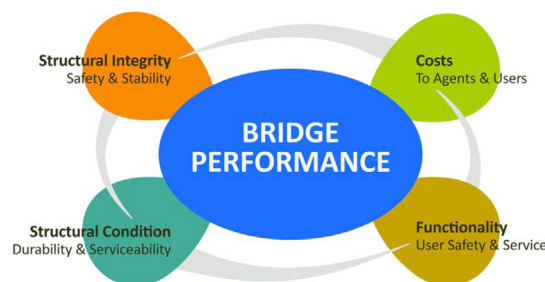 Structural Integrity
Safety & Stability
Costs
To Agents & Users
BRIDGE
PERFORMANCE
Structural Condition
Durability & Serviceability
Functionality
User Safety & Service